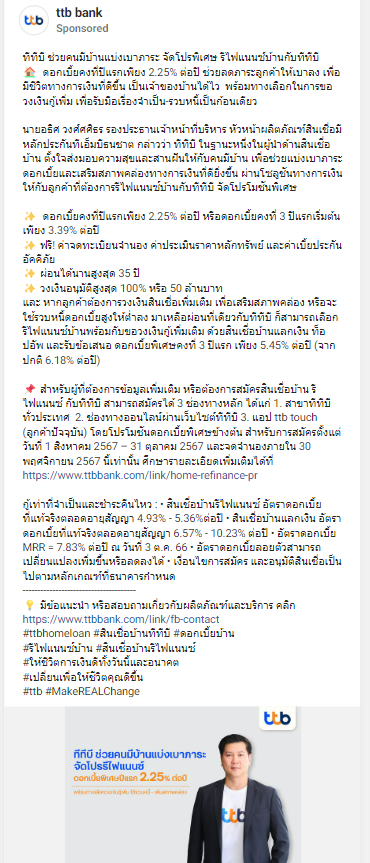 ttb bank
Sponsored
ทีทีบี ช่วยคนมีบ้านแบ่งเบาภาระ จัดโปรพิเศษ รีไฟแนนซ์บ้านกับทีทีบี
🏠 ดอกเบี้ยคงที่ปีแรกเพียง 2.25% ต่อปี ช่วยลดภาระลูกค้าให้เบาลง เพื่อ
มีชีวิตทางการเงินที่ดีขึ้น เป็นเจ้าของบ้านได้ไว พร้อมทางเลือกในการขอ
วงเงินกู้เพิ่ม เพื่อรับมือเรื่องจำเป็น-รวบหนี้เป็นก้อนเดียว
นายอธิศ วงศ์ศศิธร รองประธานเจ้าหน้าที่บริหาร หัวหน้าผลิตภัณฑ์สินเชื่อมี
หลักประกันทีเอ็มบีธนชาต กล่าวว่า ทีทีบี ในฐานะหนึ่งในผู้นำด้านสินเชื่อ
บ้าน ตั้งใจส่งมอบความสุขและสานฝันให้กับคนมีบ้าน เพื่อช่วยแบ่งเบาภาระ
ดอกเบี้ยและเสริมสภาพคล่องทางการเงินที่ดียิ่งขึ้น ผ่านโซลูชันทางการเงิน
ให้กับลูกค้าที่ต้องการรีไฟแนนซ์บ้านกับทีทีบี จัดโปรโมชันพิเศษ
✨ ดอกเบี้ยคงที่ปีแรกเพียง 2.25% ต่อปี หรือดอกเบี้ยคงที่ 3 ปีแรกเริ่มต้น
เพียง 3.39% ต่อปี
✨ ฟรี! ค่าจดทะเบียนจำนอง ค่าประเมินราคาหลักทรัพย์ และค่าเบี้ยประกัน
อัคคีภัย
✨ ผ่อนได้นานสูงสุด 35 ปี
✨ วงเงินอนุมัติสูงสุด 100% หรือ 50 ล้านบาท
และ หากลูกค้าต้องการวงเงินสินเชื่อเพิ่มเติม เพื่อเสริมสภาพคล่อง หรือจะ
ใช้รวบหนี้ดอกเบี้ยสูงให้ต่ำลง มาเหลือผ่อนที่เดียวกับทีทีบี ก็สามารถเลือก
รีไฟแนนซ์บ้านพร้อมกับขอวงเงินกู้เพิ่มเติม ด้วยสินเชื่อบ้านแลกเงิน ท็อ
ปอัพ และรับข้อเสนอ ดอกเบี้ยพิเศษคงที่ 3 ปีแรก เพียง 5.45% ต่อปี (จาก
ปกติ 6.18% ต่อปี)
📌 สำหรับผู้ที่ต้องการข้อมูลเพิ่มเติม หรือต้องการสมัครสินเชื่อบ้าน รี
ไฟแนนซ์ กับทีทีบี สามารถสมัครได้ 3 ช่องทางหลัก ได้แก่ 1. สาขาทีทีบี
ทั่วประเทศ 2. ช่องทางออนไลน์ผ่านเว็บไซต์ทีทีบี 3. แอป ttb touch
(ลูกค้าปัจจุบัน) โดยโปรโมชันดอกเบี้ยพิเศษข้างต้น สำหรับการสมัครตั้งแต่
วันที่ 1 สิงหาคม 2567 – 31 ตุลาคม 2567 และจดจำนองภายใน 30
พฤศจิกายน 2567 นี้เท่านั้น ศึกษารายละเอียดเพิ่มเติมได้ที่
https://www.ttbbank.com/link/home-refinance-pr
กู้เท่าที่จำเป็นและชำระคืนไหว : • สินเชื่อบ้านรีไฟแนนซ์ อัตราดอกเบี้ย
ที่แท้จริงตลอดอายุสัญญา 4.93% - 5.36%ต่อปี • สินเชื่อบ้านแลกเงิน อัตรา
ดอกเบี้ยที่แท้จริงตลอดอายุสัญญา 6.57% - 10.23% ต่อปี • อัตราดอกเบี้ย
MRR = 7.83% ต่อปี ณ วันที่ 3 ต.ค. 66 • อัตราดอกเบี้ยลอยตัวสามารถ
เปลี่ยนแปลงเพิ่มขึ้นหรือลดลงได้ • เงื่อนไขการสมัคร และอนุมัติสินเชื่อเป็น
ไปตามหลักเกณฑ์ที่ธนาคารกำหนด
------------------------------------
💡 มีข้อแนะนำ หรือสอบถามเกี่ยวกับผลิตภัณฑ์และบริการ คลิก
https://www.ttbbank.com/link/fb-contact
#ttbhomeloan #สินเชื่อบ้านทีทีบี #ดอกเบี้ยบ้าน
#รีไฟแนนซ์บ้าน #สินเชื่อบ้านรีไฟแนนซ์
#ให้ชีวิตการเงินดีทั้งวันนี้และอนาคต
#เปลี่ยนเพื่อให้ชีวิตคุณดีขึ้น
#ttb #MakeREALChange
ttb
ทีทีบี ช่วยคนมีบ้านแบ่งเบาภาระ
จัดโปรรีไฟแนนซ์
ดอกเบี้ยพิเศษปีแรก 2.25% ต่อปี
ttb